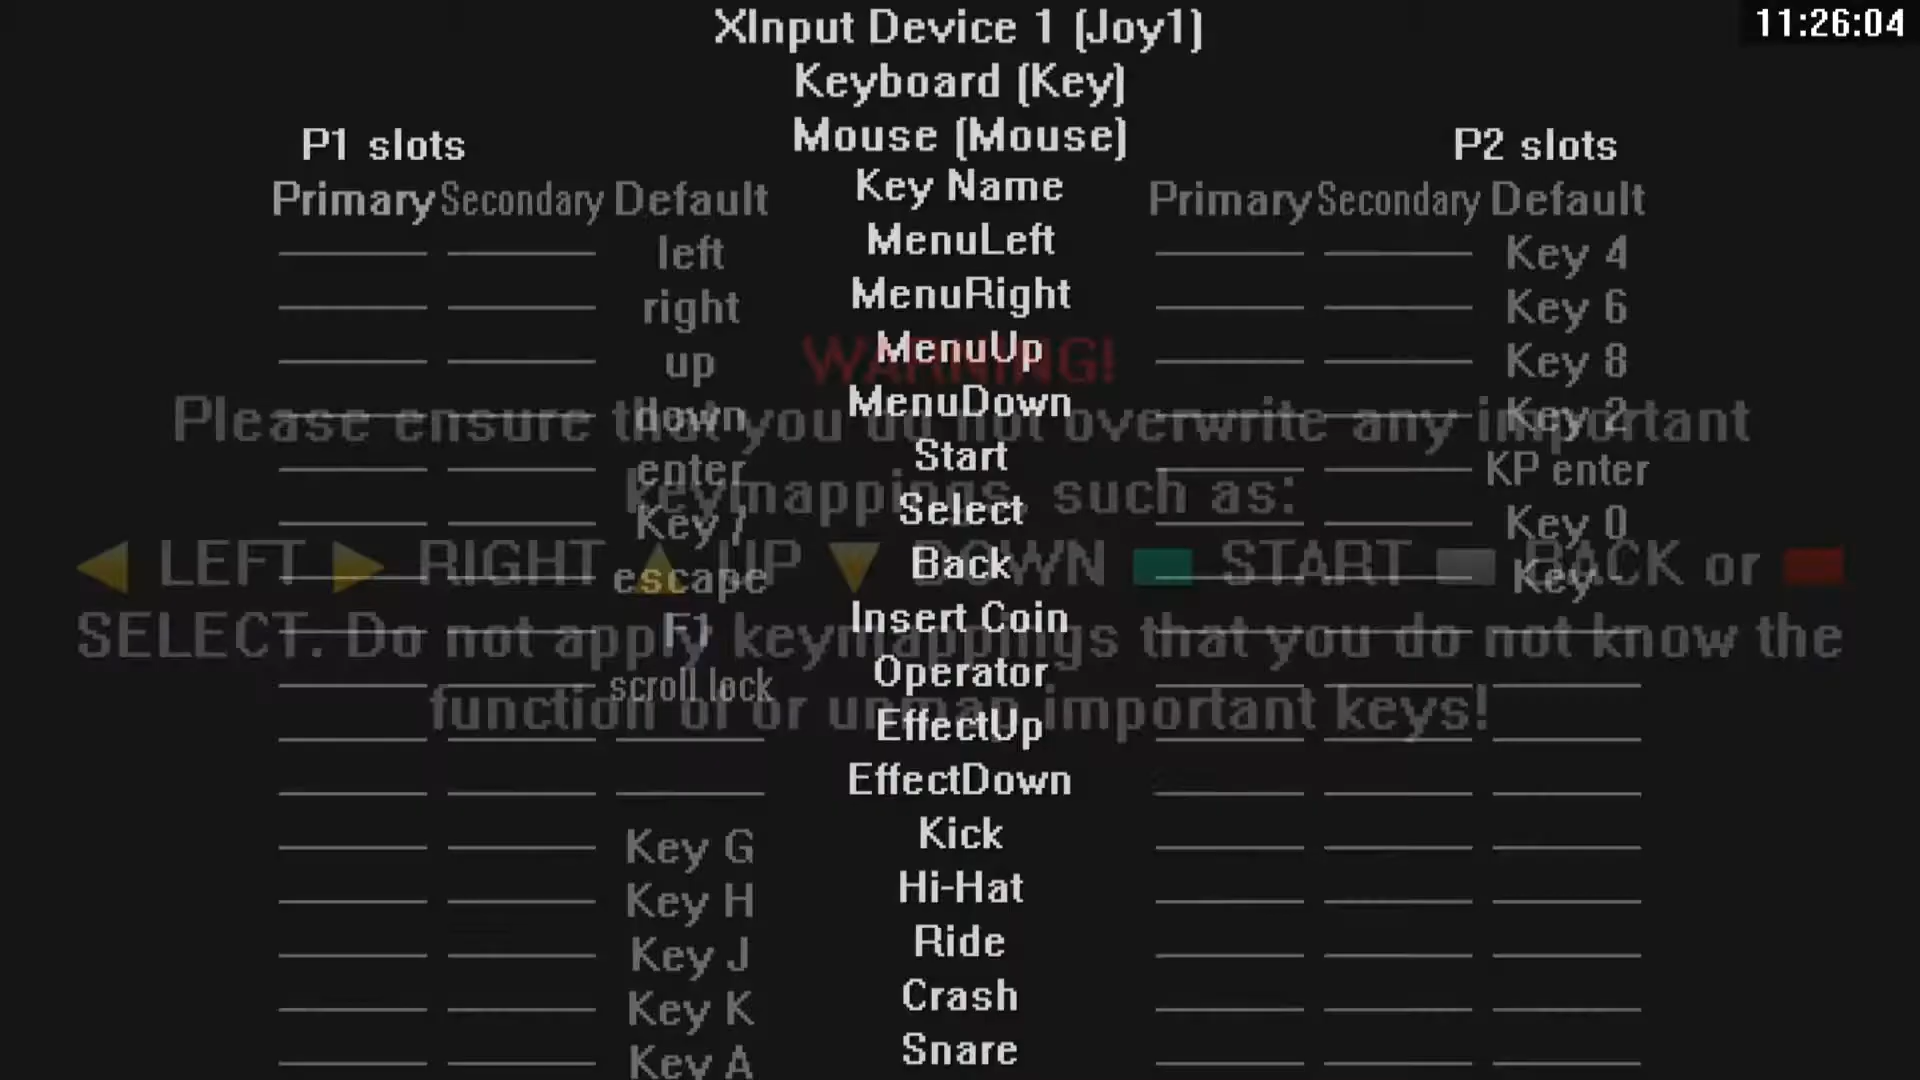 XInput Device 1 (Joy1)
11:26:04
Keyboard (Key)
Mouse (Mouse)
P1 slots
P2 slots
Primary Secondary Default Key Name Primary Secondary Default
left MenuLeft Key 4
right MenuRight Key 6
up MenuUp Key 8
WARNING!
down MenuDown Key 2
Please ensure that you do not overwrite any important
enter Start KP enter
keymappings, such as:
Key / Select Key 0
LEFT RIGHT UP DOWN START BACK or
escape Back Key -
F1 Insert Coin
SELECT. Do not apply keymappings that you do not know the
scroll lock Operator
function of or unmap important keys!
EffectUp
EffectDown
Key G Kick
Key H Hi-Hat
Key J Ride
Key K Crash
Key A Snare